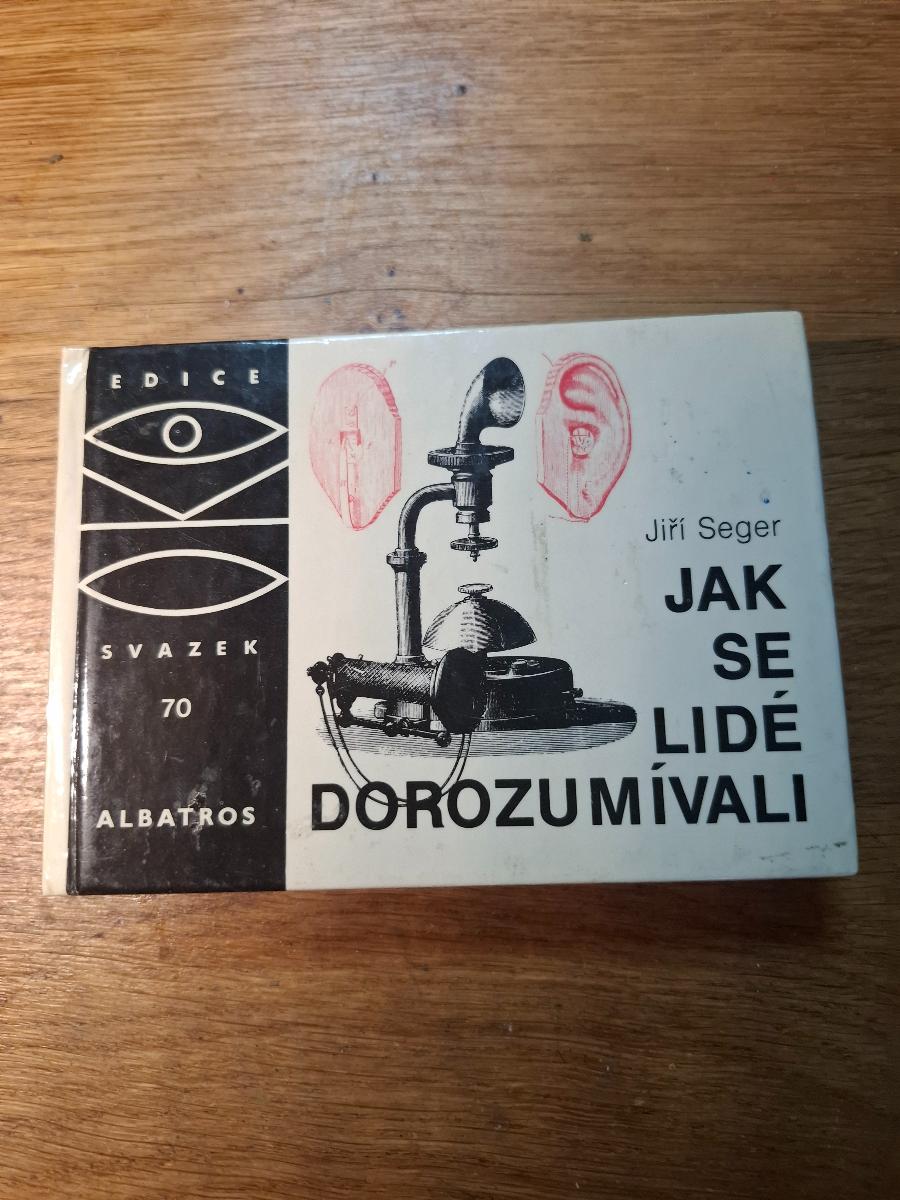 EDICE
SVAZEK
70
ALBATROS
Jiří Seger
JAK
SE
LIDÉ
DOROZUMÍVALI